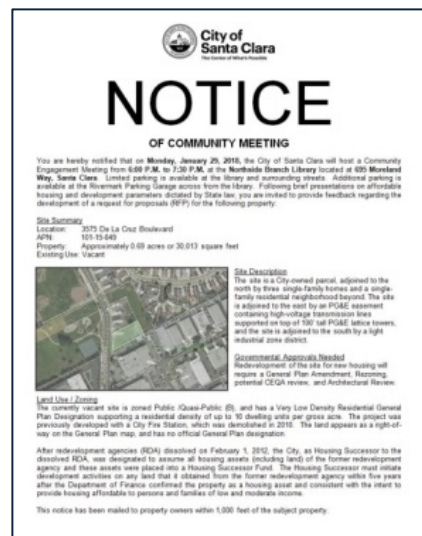 City of
Santa Clara
The Center of What's Possible
NOTICE
OF COMMUNITY MEETING
You are hereby notified that on Monday, January 29, 2018, the City of Santa Clara will host a Community
Engagement Meeting from 6:00 P.M. to 7:30 P.M. at the Northside Branch Library located at 695 Moreland
Way, Santa Clara. Limited parking is available at the library and surrounding streets. Additional parking is
available at the Rivermark Parking Garage across from the library. Following brief presentations on affordable
housing and development parameters dictated by State law, you are invited to provide feedback regarding the
development of a request for proposals (RFP) for the following property:
Site Summary
Location: 3575 De La Cruz Boulevard
APN: 101-15-049
Property: Approximately 0.69 acres or 30,013 square feet
Existing Use: Vacant
Site Description
The site is a City-owned parcel, adjoined to the
north by three single-family homes and a single-
family residential neighborhood beyond. The site
is adjoined to the east by an PG&E easement
containing high-voltage transmission lines
supported on top of 100' tall PG&E lattice towers,
and the site is adjoined to the south by a light
industrial zone district.
Governmental Approvals Needed
Redevelopment of the site for new housing will
require a General Plan Amendment, Rezoning,
potential CEQA review, and Architectural Review.
Land Use / Zoning
The currently vacant site is zoned Public /Quasi-Public (B), and has a Very Low Density Residential General
Plan Designation supporting a residential density of up to 10 dwelling units per gross acre. The property was
previously developed with a City Fire Station, which was demolished in 2010. The land appears as a right-of-
way on the General Plan map, and has no official General Plan designation.
After redevelopment agencies (RDA) dissolved on February 1, 2012, the City, as Housing Successor to the
dissolved RDA, was designated to assume all housing assets (including land) of the former redevelopment
agency and these assets were placed into a Housing Successor Fund. The Housing Successor must initiate
development activities on any land that it obtained from the former redevelopment agency within five years
after the Department of Finance confirmed the property as a housing asset and consistent with the intent to
provide housing affordable to persons and families of low and moderate income.
This notice has been mailed to property owners within 1,000 feet of the subject property.